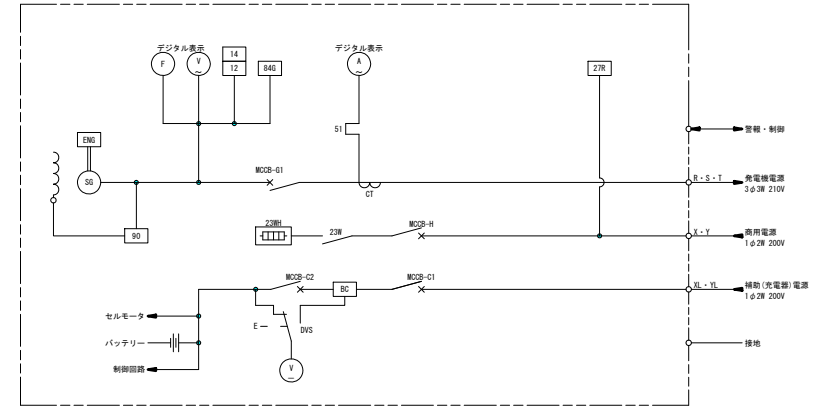 デジタル表示
デジタル表示
F
V
~
14
12
84G
A
~
27R
51
警報・制御
ENG
SG
MCCB-G1
CT
R・S・T
発電機電源
3φ3W 210V
90
23WH
23W
MCCB-H
X・Y
商用電源
1φ2W 200V
MCCB-C2
BC
MCCB-C1
XL・YL
補助(充電器)電源
1φ2W 200V
セルモータ
E
DVS
バッテリー
接地
制御回路
V